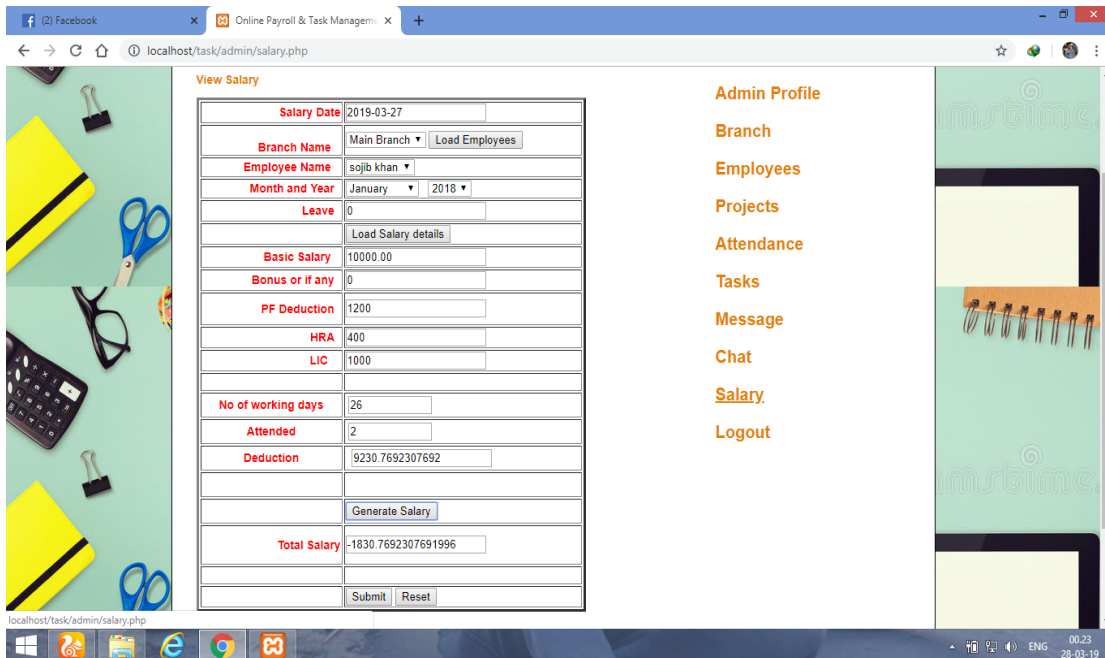 (2) Facebook
Online Payroll & Task Manageme
localhost/task/admin/salary.php
View Salary
Salary Date 2019-03-27
Branch Name Main Branch Load Employees
Employee Name sojib khan
Month and Year January 2018
Leave 0
Load Salary details
Basic Salary 10000.00
Bonus or if any 0
PF Deduction 1200
HRA 400
LIC 1000
No of working days 26
Attended 2
Deduction 9230.7692307692
Generate Salary
Total Salary -1830.7692307691996
Submit Reset
Admin Profile
Branch
Employees
Projects
Attendance
Tasks
Message
Chat
Salary
Logout
localhost/task/admin/salary.php
ENG
00.23
28-03-19